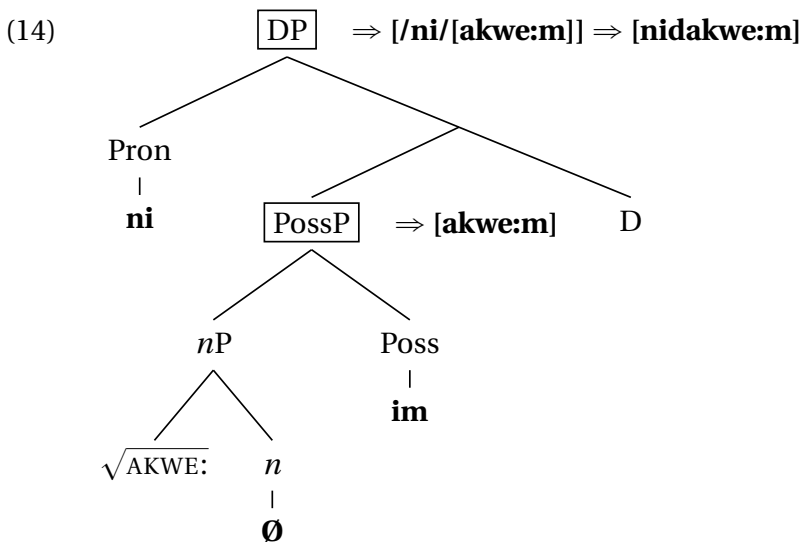 (14) DP ⇒ [/ni/[akwe:m]] ⇒ [nidakwe:m]
Pron
ni PossP ⇒ [akwe:m] D
nP Poss
im
√AKWE: n
Ø